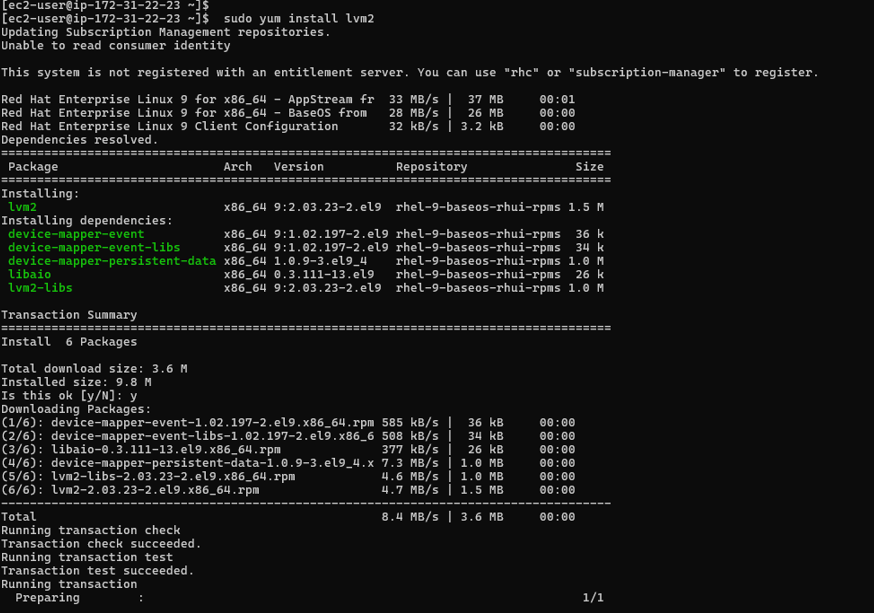 [ec2-user@ip-172-31-22-23 ~]$
[ec2-user@ip-172-31-22-23 ~]$  sudo yum install lvm2
Updating Subscription Management repositories.
Unable to read consumer identity

This system is not registered with an entitlement server. You can use "rhc" or "subscription-manager" to register.

Red Hat Enterprise Linux 9 for x86_64 - AppStream fr  33 MB/s |  37 MB     00:01
Red Hat Enterprise Linux 9 for x86_64 - BaseOS from   28 MB/s |  26 MB     00:00
Red Hat Enterprise Linux 9 Client Configuration       32 kB/s | 3.2 kB     00:00
Dependencies resolved.
=================================================================================
 Package                      Arch   Version          Repository              Size
=================================================================================
Installing:
 lvm2                         x86_64 9:2.03.23-2.el9  rhel-9-baseos-rhui-rpms 1.5 M
Installing dependencies:
 device-mapper-event          x86_64 9:1.02.197-2.el9 rhel-9-baseos-rhui-rpms  36 k
 device-mapper-event-libs     x86_64 9:1.02.197-2.el9 rhel-9-baseos-rhui-rpms  34 k
 device-mapper-persistent-data x86_64 1.0.9-3.el9_4    rhel-9-baseos-rhui-rpms 1.0 M
 libaio                       x86_64 0.3.111-13.el9   rhel-9-baseos-rhui-rpms  26 k
 lvm2-libs                    x86_64 9:2.03.23-2.el9  rhel-9-baseos-rhui-rpms 1.0 M

Transaction Summary
=================================================================================
Install  6 Packages

Total download size: 3.6 M
Installed size: 9.8 M
Is this ok [y/N]: y
Downloading Packages:
(1/6): device-mapper-event-1.02.197-2.el9.x86_64.rpm 585 kB/s |  36 kB     00:00
(2/6): device-mapper-event-libs-1.02.197-2.el9.x86_6 508 kB/s |  34 kB     00:00
(3/6): libaio-0.3.111-13.el9.x86_64.rpm              377 kB/s |  26 kB     00:00
(4/6): device-mapper-persistent-data-1.0.9-3.el9_4.x 7.3 MB/s | 1.0 MB     00:00
(5/6): lvm2-libs-2.03.23-2.el9.x86_64.rpm            4.6 MB/s | 1.0 MB     00:00
(6/6): lvm2-2.03.23-2.el9.x86_64.rpm                 4.7 MB/s | 1.5 MB     00:00
---------------------------------------------------------------------------------
Total                                                8.4 MB/s | 3.6 MB     00:00
Running transaction check
Transaction check succeeded.
Running transaction test
Transaction test succeeded.
Running transaction
  Preparing        :                                                           1/1